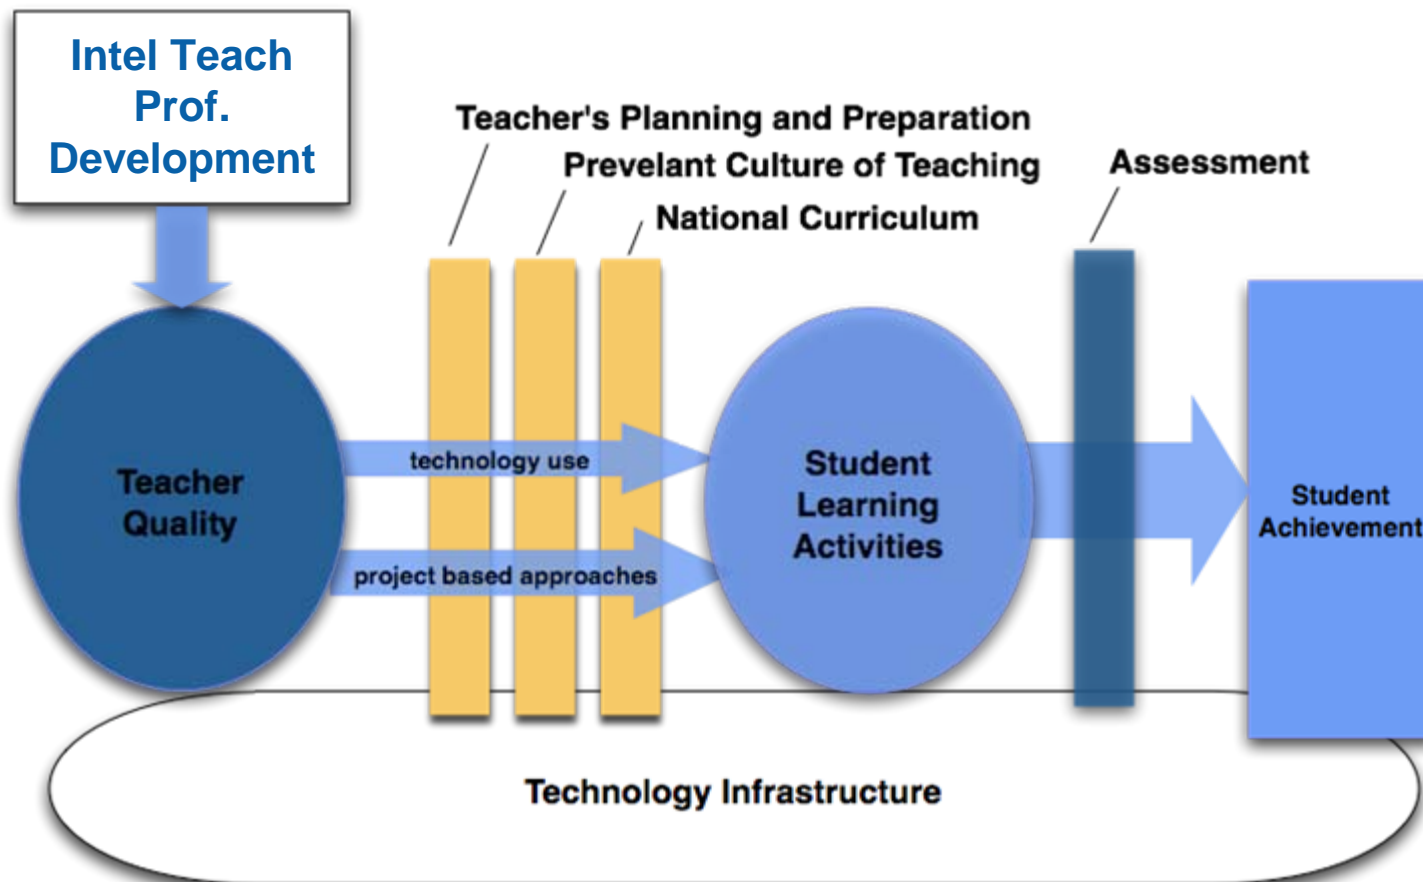 Intel Teach
Prof.
Development
Teacher's Planning and Preparation
Prevelant Culture of Teaching
National Curriculum
Assessment
Teacher
Quality
technology use
project based approaches
Student
Learning
Activities
Student
Achievement
Technology Infrastructure